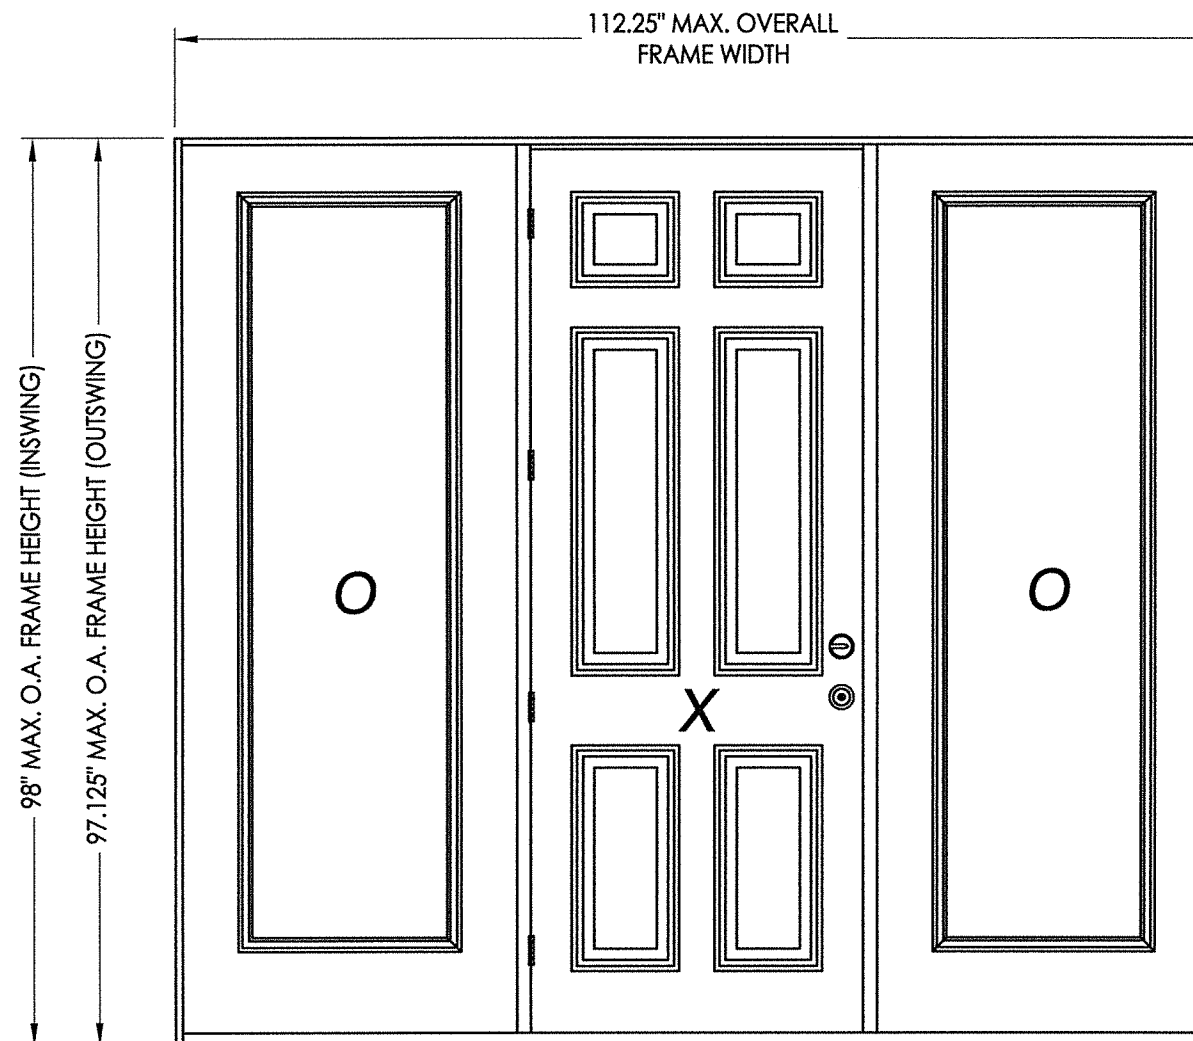 112.25" MAX. OVERALL
FRAME WIDTH
98" MAX. O.A. FRAME HEIGHT (INSWING)
97.125" MAX. O.A. FRAME HEIGHT (OUTSWING)
O
X
O